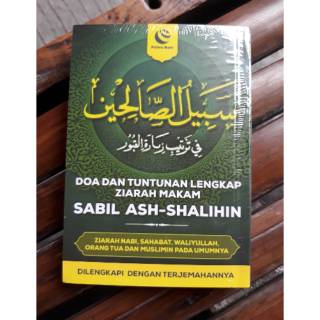 سبيل الصالحين
في ترتيب زيارة القبور
DOA DAN TUNTUNAN LENGKAP
ZIARAH MAKAM
SABIL ASH-SHALIHIN
ZIARAH NABI, SAHABAT, WALIYULLAH,
ORANG TUA DAN MUSLIMIN PADA UMUMNYA
DILENGKAPI DENGAN TERJEMAHANNYA